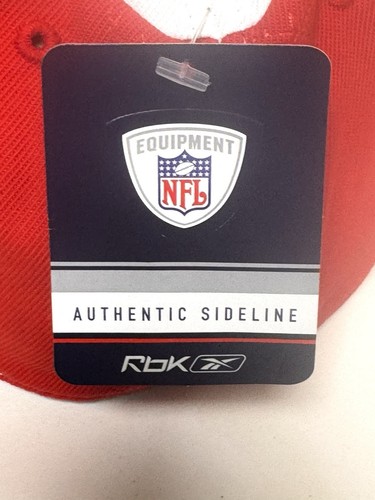 EQUIPMENT
NFL
AUTHENTIC SIDELINE
RbK